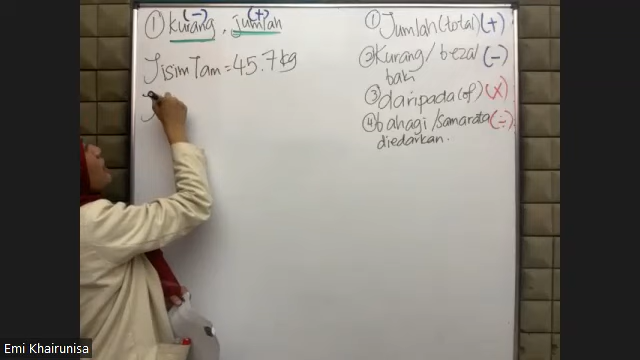 ① kurang (-), jumlah (+)
Jisim Tam = 45.7 kg
J
① Jumlah (total) (+)
② Kurang / beza/ (-)
baki
③ daripada (of) (×)
④ bahagi /samarata (÷)
diedarkan.
Emi Khairunisa